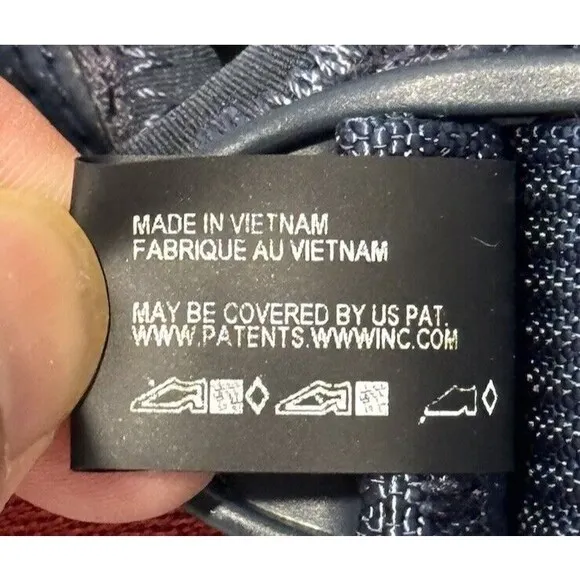 MADE IN VIETNAM
FABRIQUE AU VIETNAM
MAY BE COVERED BY US PAT.
WWW.PATENTS.WWWINC.COM